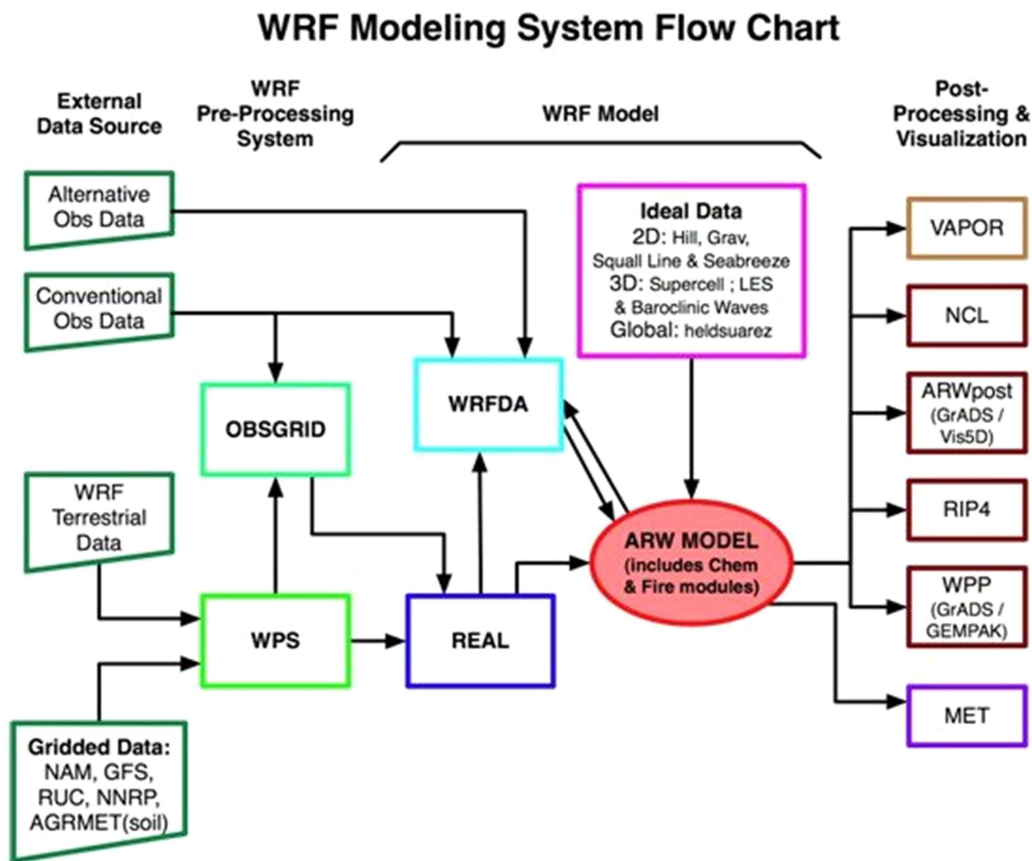 WRF Modeling System Flow Chart
External
Data Source
WRF
Pre-Processing
System
WRF Model
Post-
Processing &
Visualization
Alternative
Obs Data
Conventional
Obs Data
WRF
Terrestrial
Data
Gridded Data:
NAM, GFS,
RUC, NNRP,
AGRMET(soil)
OBSGRID
WPS
WRFDA
REAL
Ideal Data
2D: Hill, Grav,
Squall Line & Seabreeze
3D: Supercell ; LES
& Baroclinic Waves
Global: heldsuarez
ARW MODEL
(includes Chem
& Fire modules)
VAPOR
NCL
ARWpost
(GrADS /
Vis5D)
RIP4
WPP
(GrADS /
GEMPAK)
MET